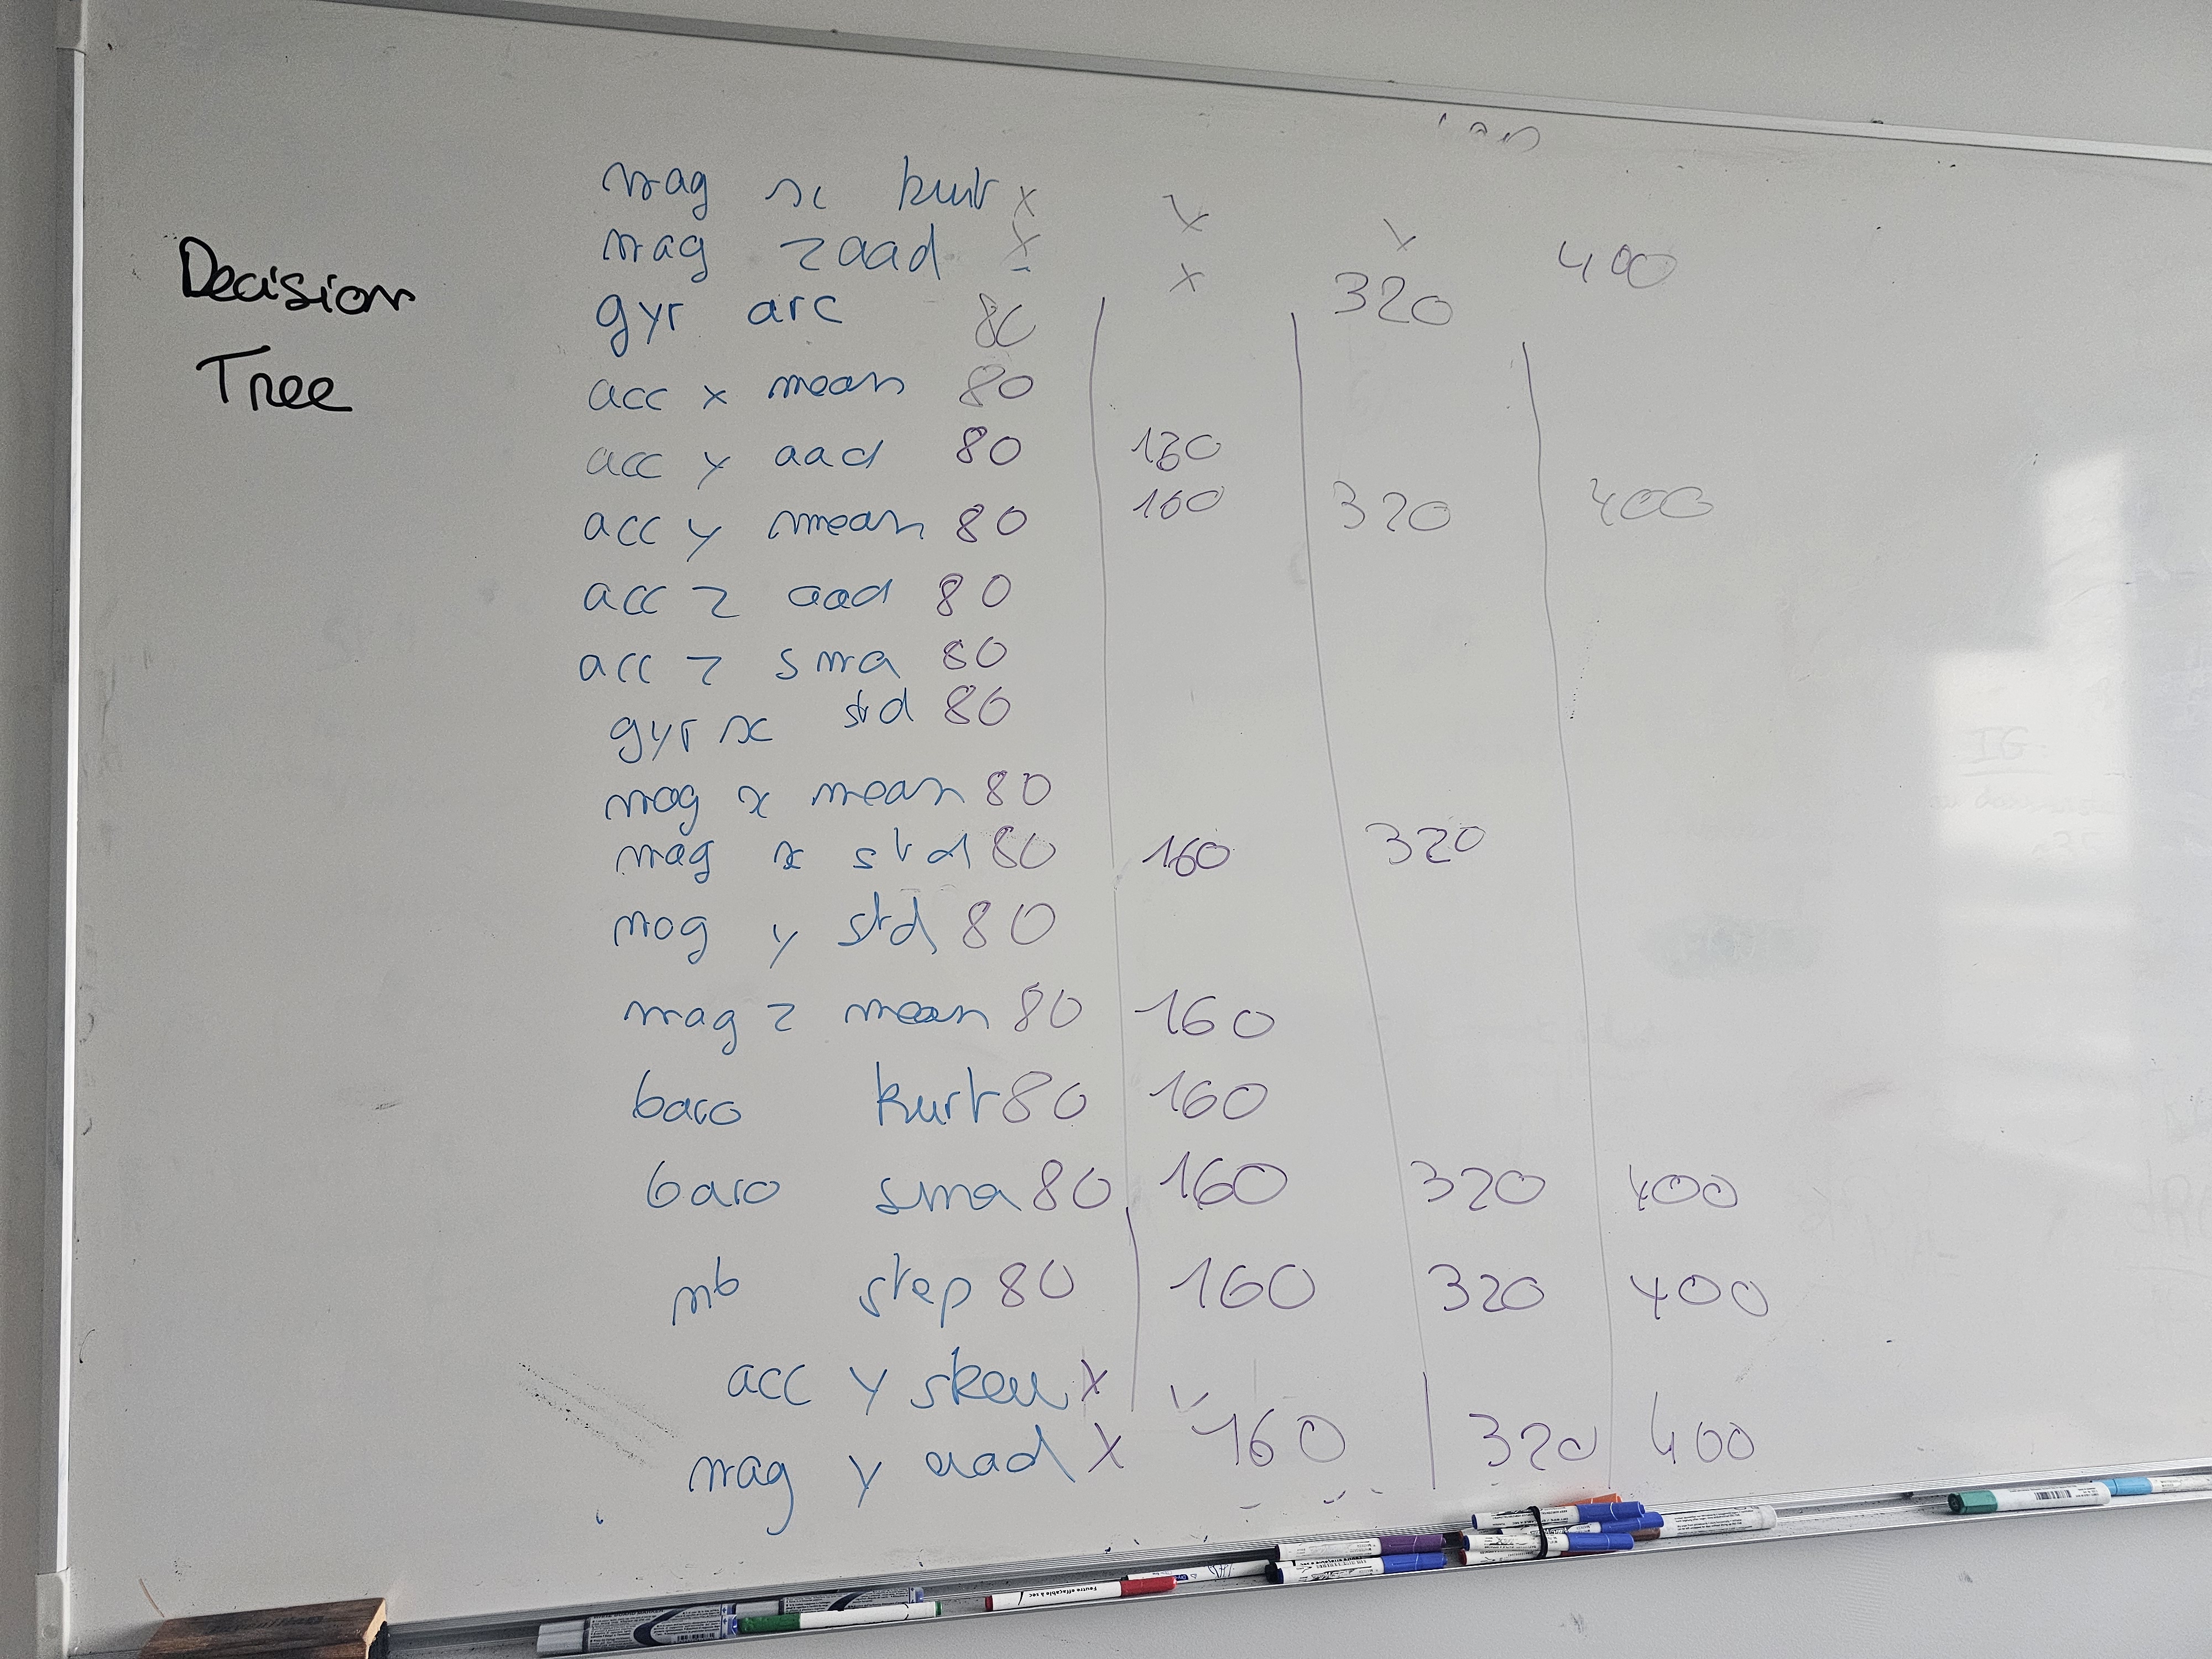 Decision
Tree
mag x kurt x x x
mag z aad x x 320 400
gyr arc 80
acc x mean 80
acc y aad 80 160
acc y mean 80 160 320 400
acc z aad 80
acc z sma 80
gyr x std 80
mag x mean 80
mag x std 80 160 320
mag y std 80
mag z mean 80 160
baro kurt 80 160
baro sma 80 160 320 400
nb step 80 160 320 400
acc y skew x
mag y aad x 160 320 400